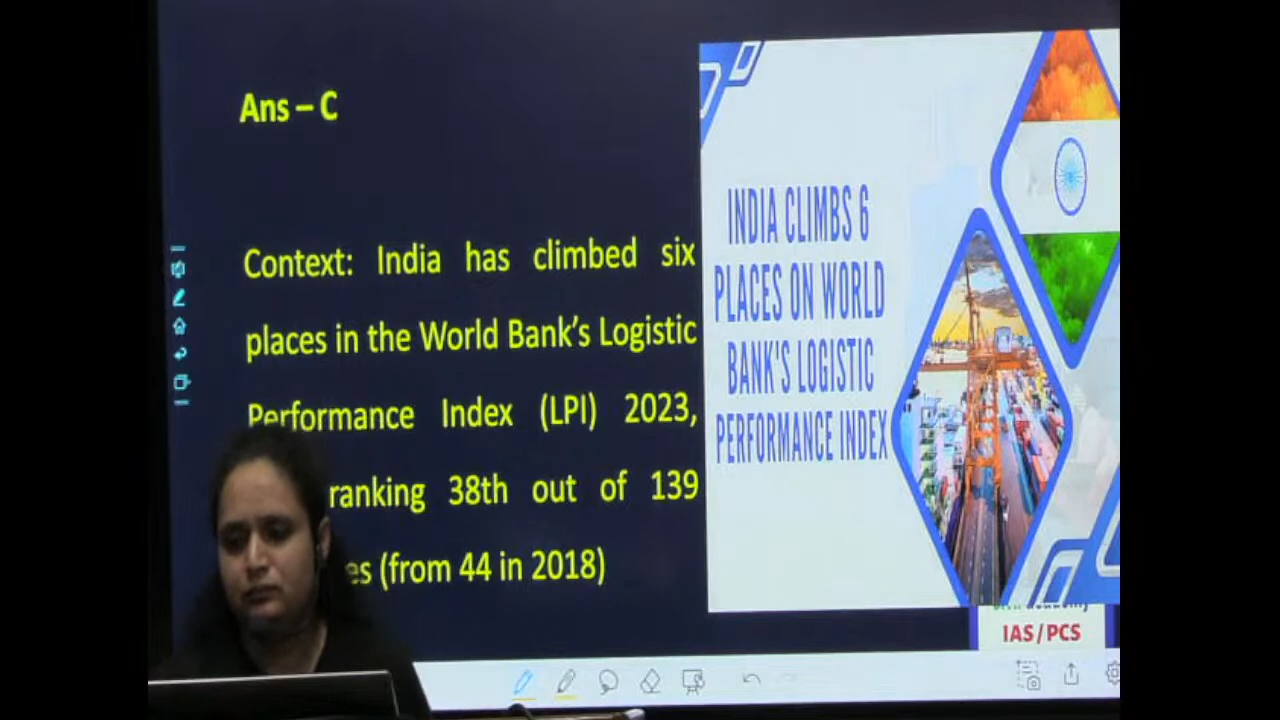 Ans – C
Context: India has climbed six
places in the World Bank's Logistic
Performance Index (LPI) 2023,
ranking 38th out of 139
es (from 44 in 2018)
INDIA CLIMBS 6
PLACES ON WORLD
BANK'S LOGISTIC
PERFORMANCE INDEX
IAS/PCS